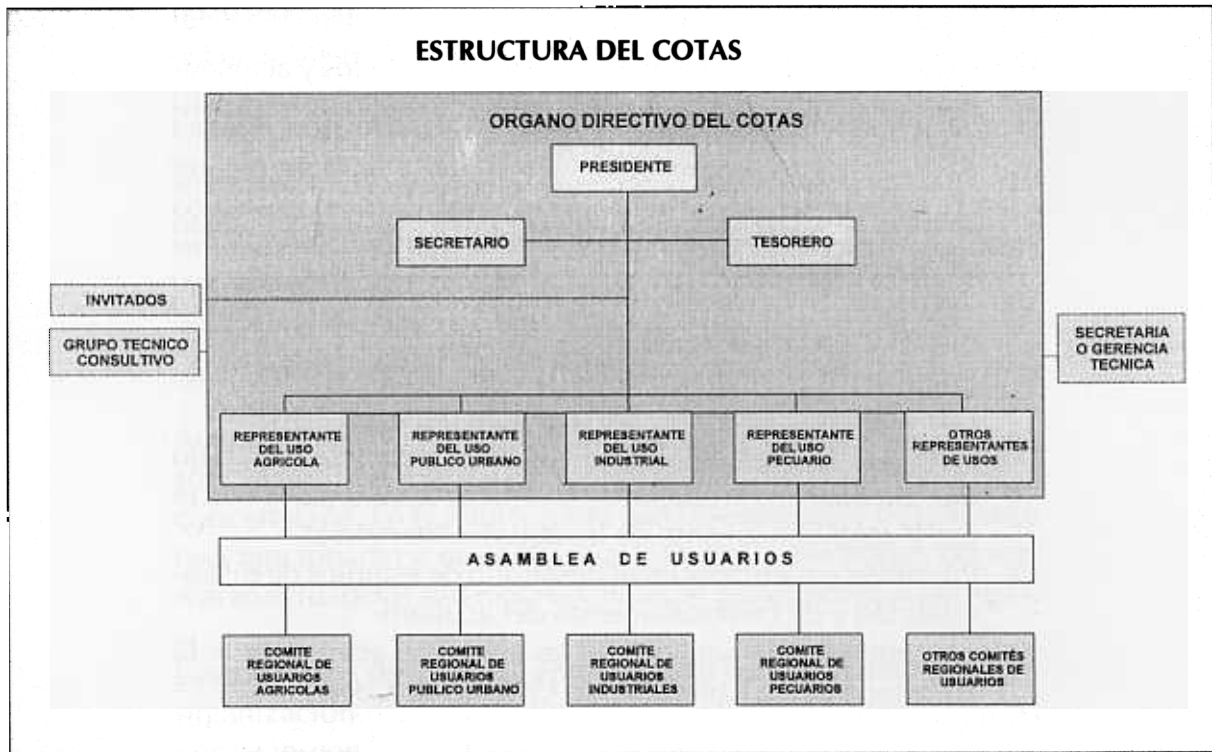 ESTRUCTURA DEL COTAS
ORGANO DIRECTIVO DEL COTAS
PRESIDENTE
SECRETARIO
TESORERO
INVITADOS
GRUPO TECNICO
CONSULTIVO
SECRETARIA
O GERENCIA
TECNICA
REPRESENTANTE
DEL USO
AGRICOLA
REPRESENTANTE
DEL USO
PUBLICO URBANO
REPRESENTANTE
DEL USO
INDUSTRIAL
REPRESENTANTE
DEL USO
PECUARIO
OTROS
REPRESENTANTES
DE USOS
ASAMBLEA DE USUARIOS
COMITE
REGIONAL DE
USUARIOS
AGRICOLAS
COMITE
REGIONAL DE
USUARIOS
PUBLICO URBANO
COMITE
REGIONAL DE
USUARIOS
INDUSTRIALES
COMITE
REGIONAL DE
USUARIOS
PECUARIOS
OTROS COMITÉS
REGIONALES DE
USUARIOS